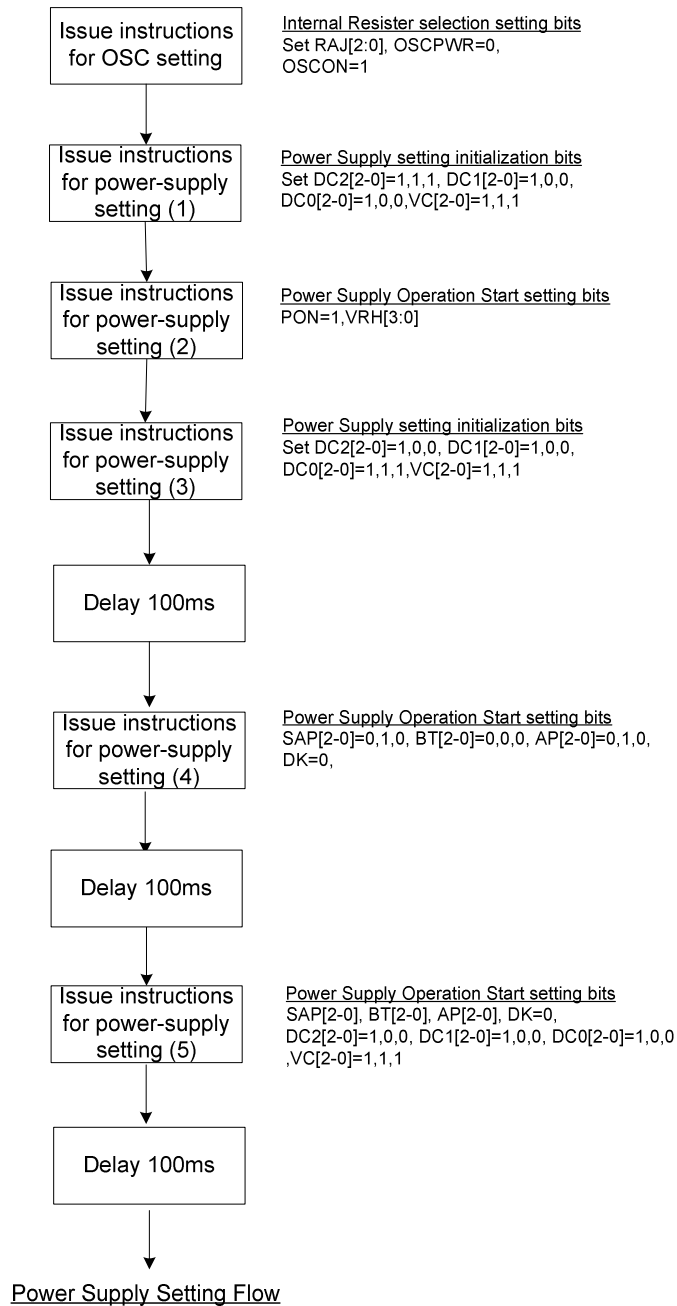 Issue instructions
for OSC setting
Internal Resister selection setting bits
Set RAJ[2:0], OSCPWR=0,
OSCON=1
Issue instructions
for power-supply
setting (1)
Power Supply setting initialization bits
Set DC2[2-0]=1,1,1, DC1[2-0]=1,0,0,
DC0[2-0]=1,0,0,VC[2-0]=1,1,1
Issue instructions
for power-supply
setting (2)
Power Supply Operation Start setting bits
PON=1,VRH[3:0]
Issue instructions
for power-supply
setting (3)
Power Supply setting initialization bits
Set DC2[2-0]=1,0,0, DC1[2-0]=1,0,0,
DC0[2-0]=1,1,1,VC[2-0]=1,1,1
Delay 100ms
Issue instructions
for power-supply
setting (4)
Power Supply Operation Start setting bits
SAP[2-0]=0,1,0, BT[2-0]=0,0,0, AP[2-0]=0,1,0,
DK=0,
Delay 100ms
Issue instructions
for power-supply
setting (5)
Power Supply Operation Start setting bits
SAP[2-0], BT[2-0], AP[2-0], DK=0,
DC2[2-0]=1,0,0, DC1[2-0]=1,0,0, DC0[2-0]=1,0,0
,VC[2-0]=1,1,1
Delay 100ms
Power Supply Setting Flow